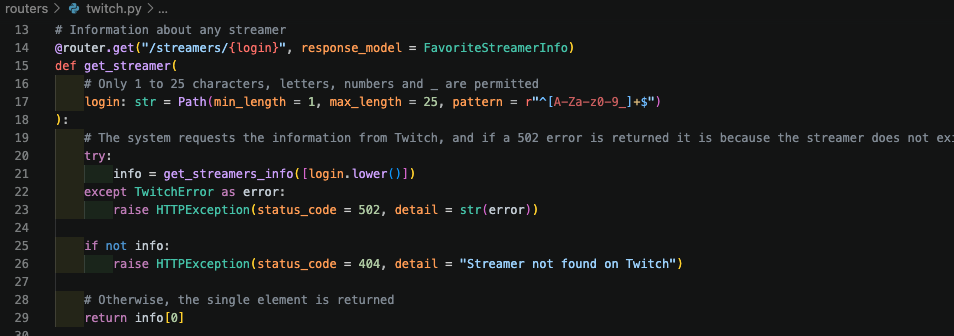 routers > twitch.py > ...
13 # Information about any streamer
14 @router.get("/streamers/{login}", response_model = FavoriteStreamerInfo)
15 def get_streamer(
16 # Only 1 to 25 characters, letters, numbers and _ are permitted
17 login: str = Path(min_length = 1, max_length = 25, pattern = r"^[A-Za-z0-9_]+$")
18 ):
19 # The system requests the information from Twitch, and if a 502 error is returned it is because the streamer does not exi
20 try:
21 info = get_streamers_info([login.lower()])
22 except TwitchError as error:
23 raise HTTPException(status_code = 502, detail = str(error))
24
25 if not info:
26 raise HTTPException(status_code = 404, detail = "Streamer not found on Twitch")
27
28 # Otherwise, the single element is returned
29 return info[0]
30